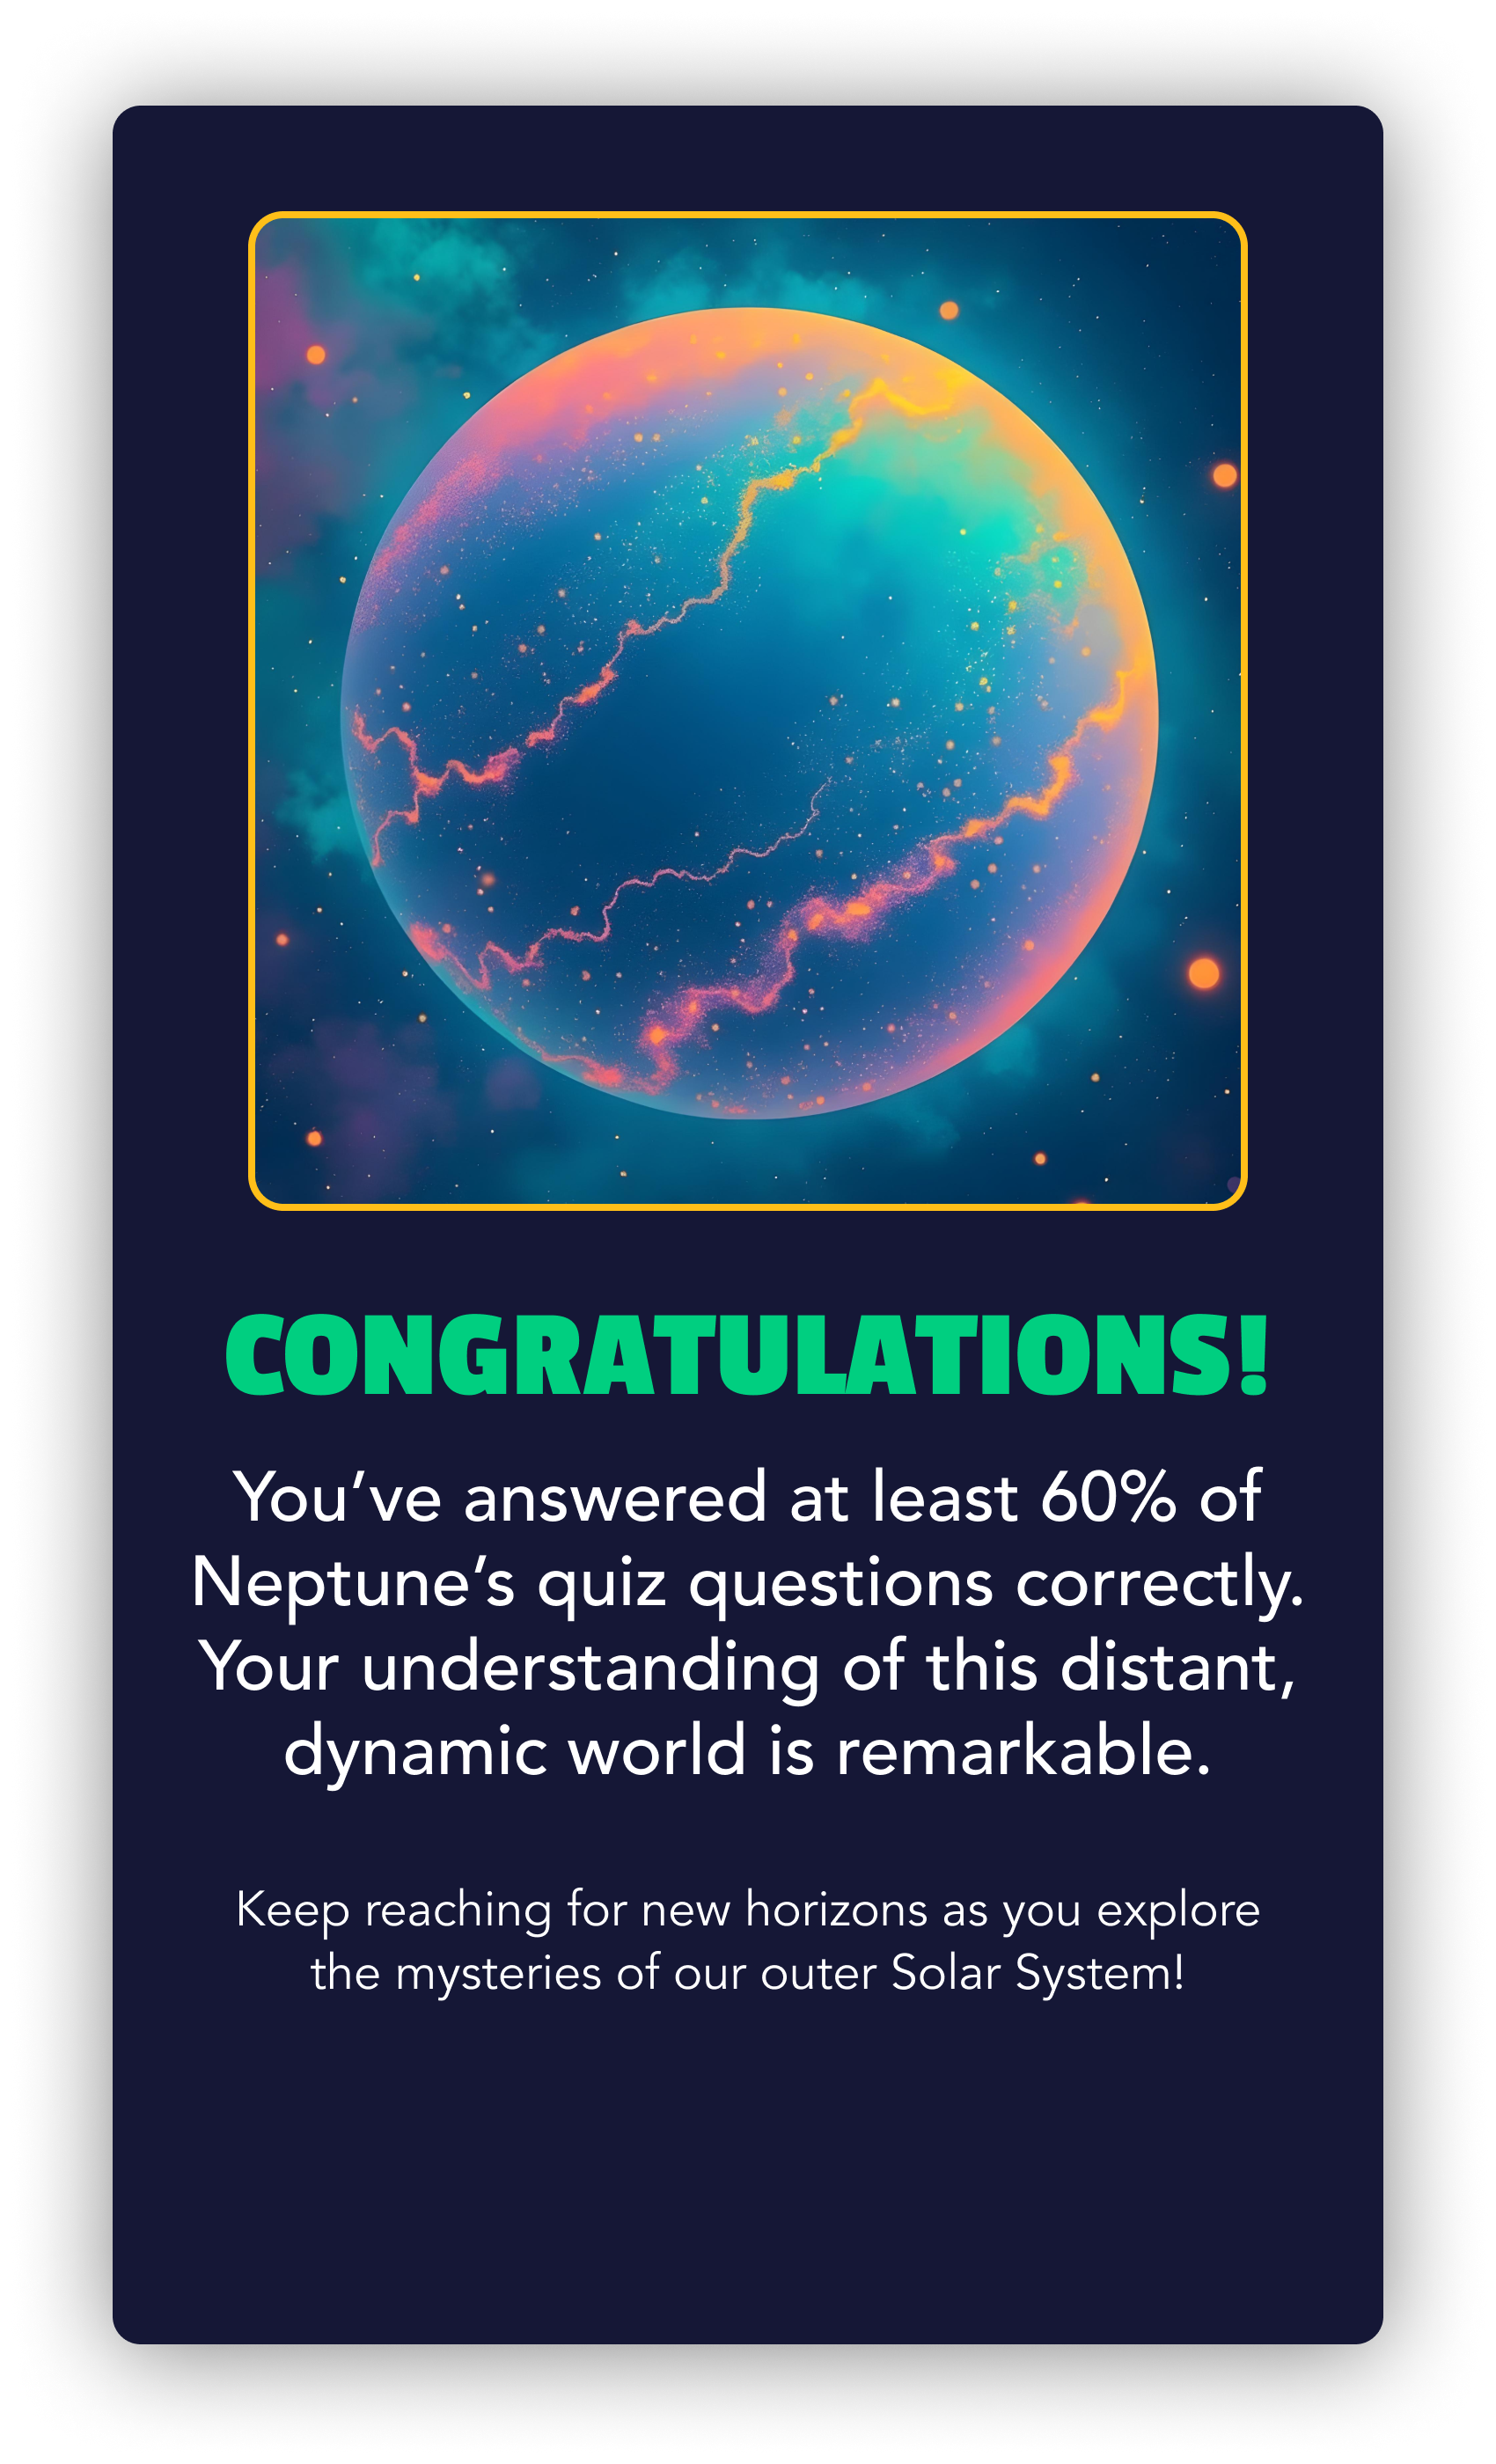 CONGRATULATIONS!
You‘ve answered at least 60% of
Neptune’s quiz questions correctly.
Your understanding of this distant,
dynamic world is remarkable.
Keep reaching for new horizons as you explore
the mysteries of our outer Solar System!